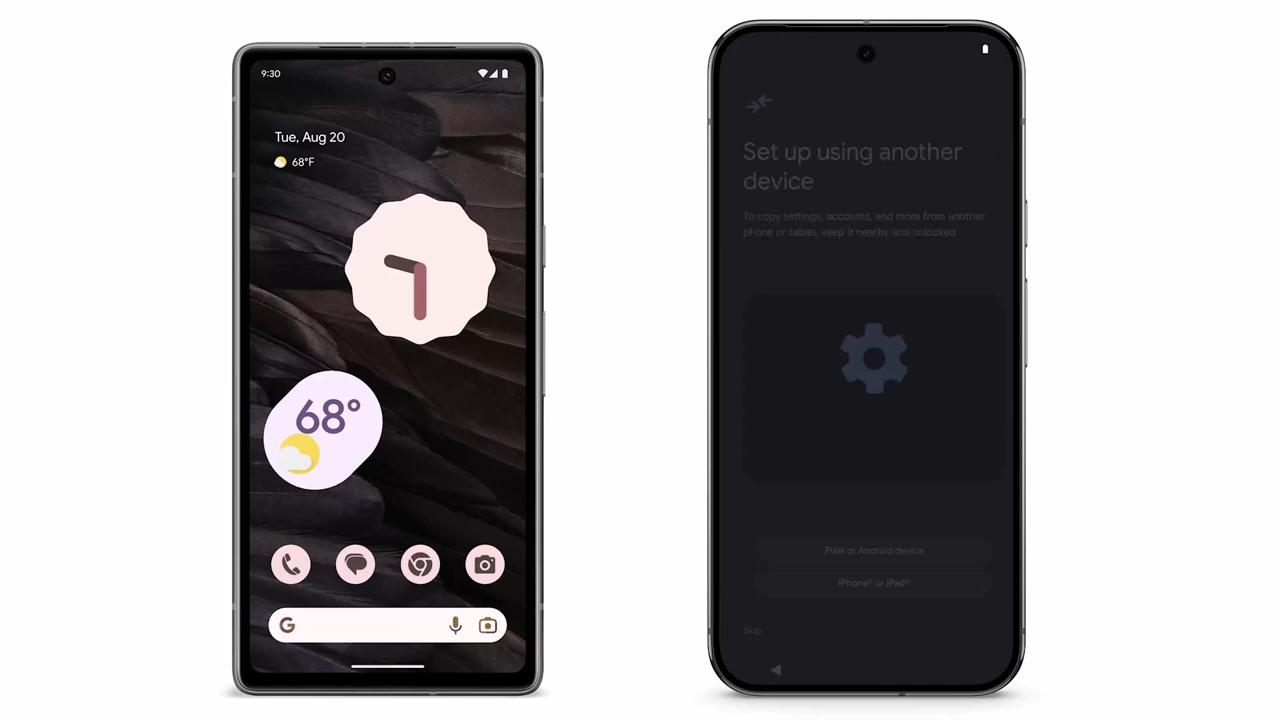 9:30
Tue, Aug 20
68°F
68°
G
Set up using another
device
To copy settings, accounts, and more from another
phone or tablet, keep it nearby and unlocked
Pixel or Android device
iPhone® or iPad®
Skip